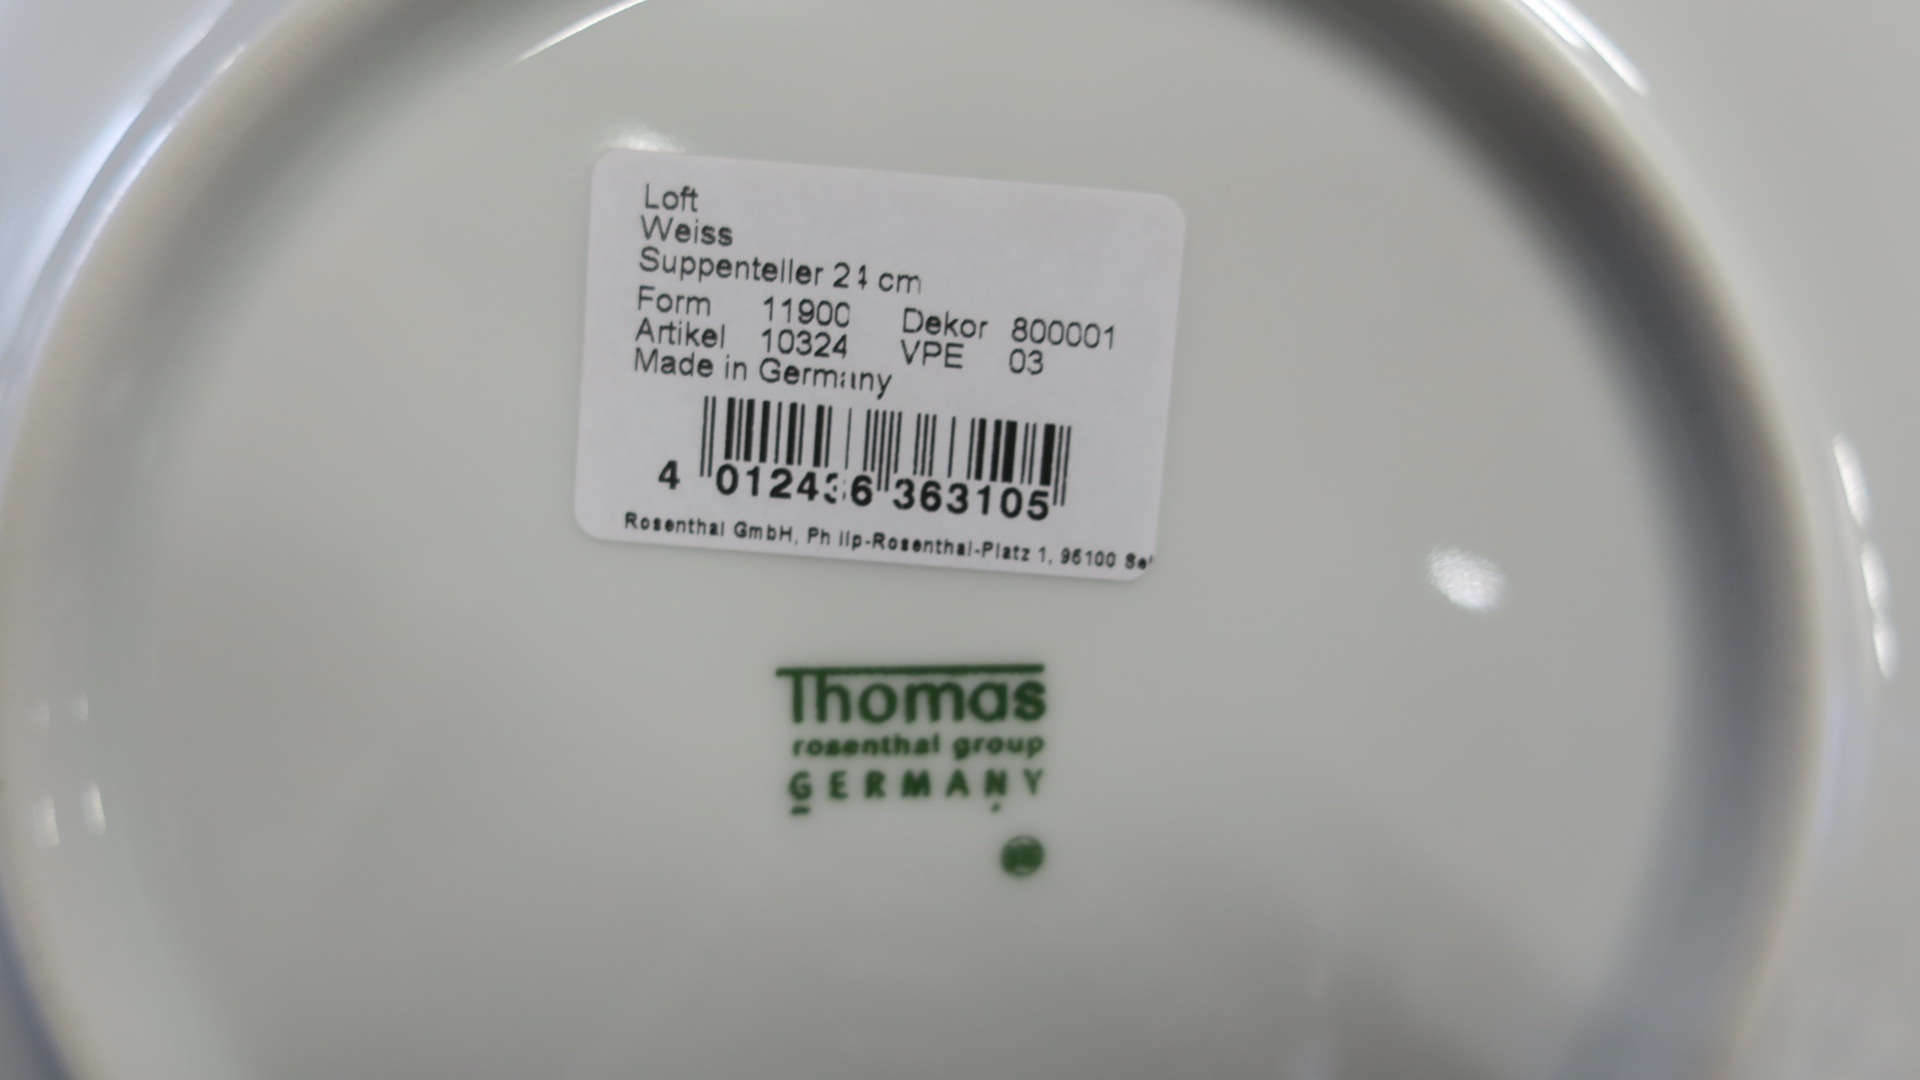 Loft
Weiss
Suppenteller 24 cm
Form 11900 Dekor 800001
Artikel 10324 VPE 03
Made in Germany
4 012436 363105
Rosenthal GmbH, Philip-Rosenthal-Platz 1, 95100
Thomas
rosenthal group
GERMANY